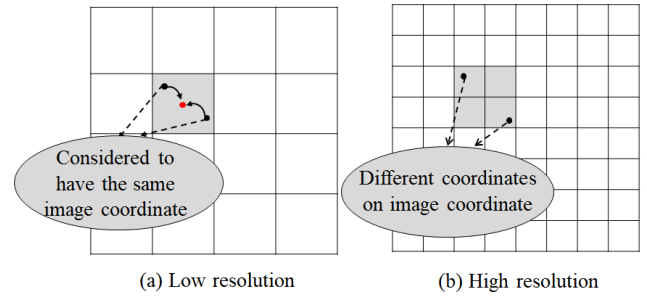 Considered to
have the same
image coordinate
Different coordinates
on image coordinate
(a) Low resolution
(b) High resolution